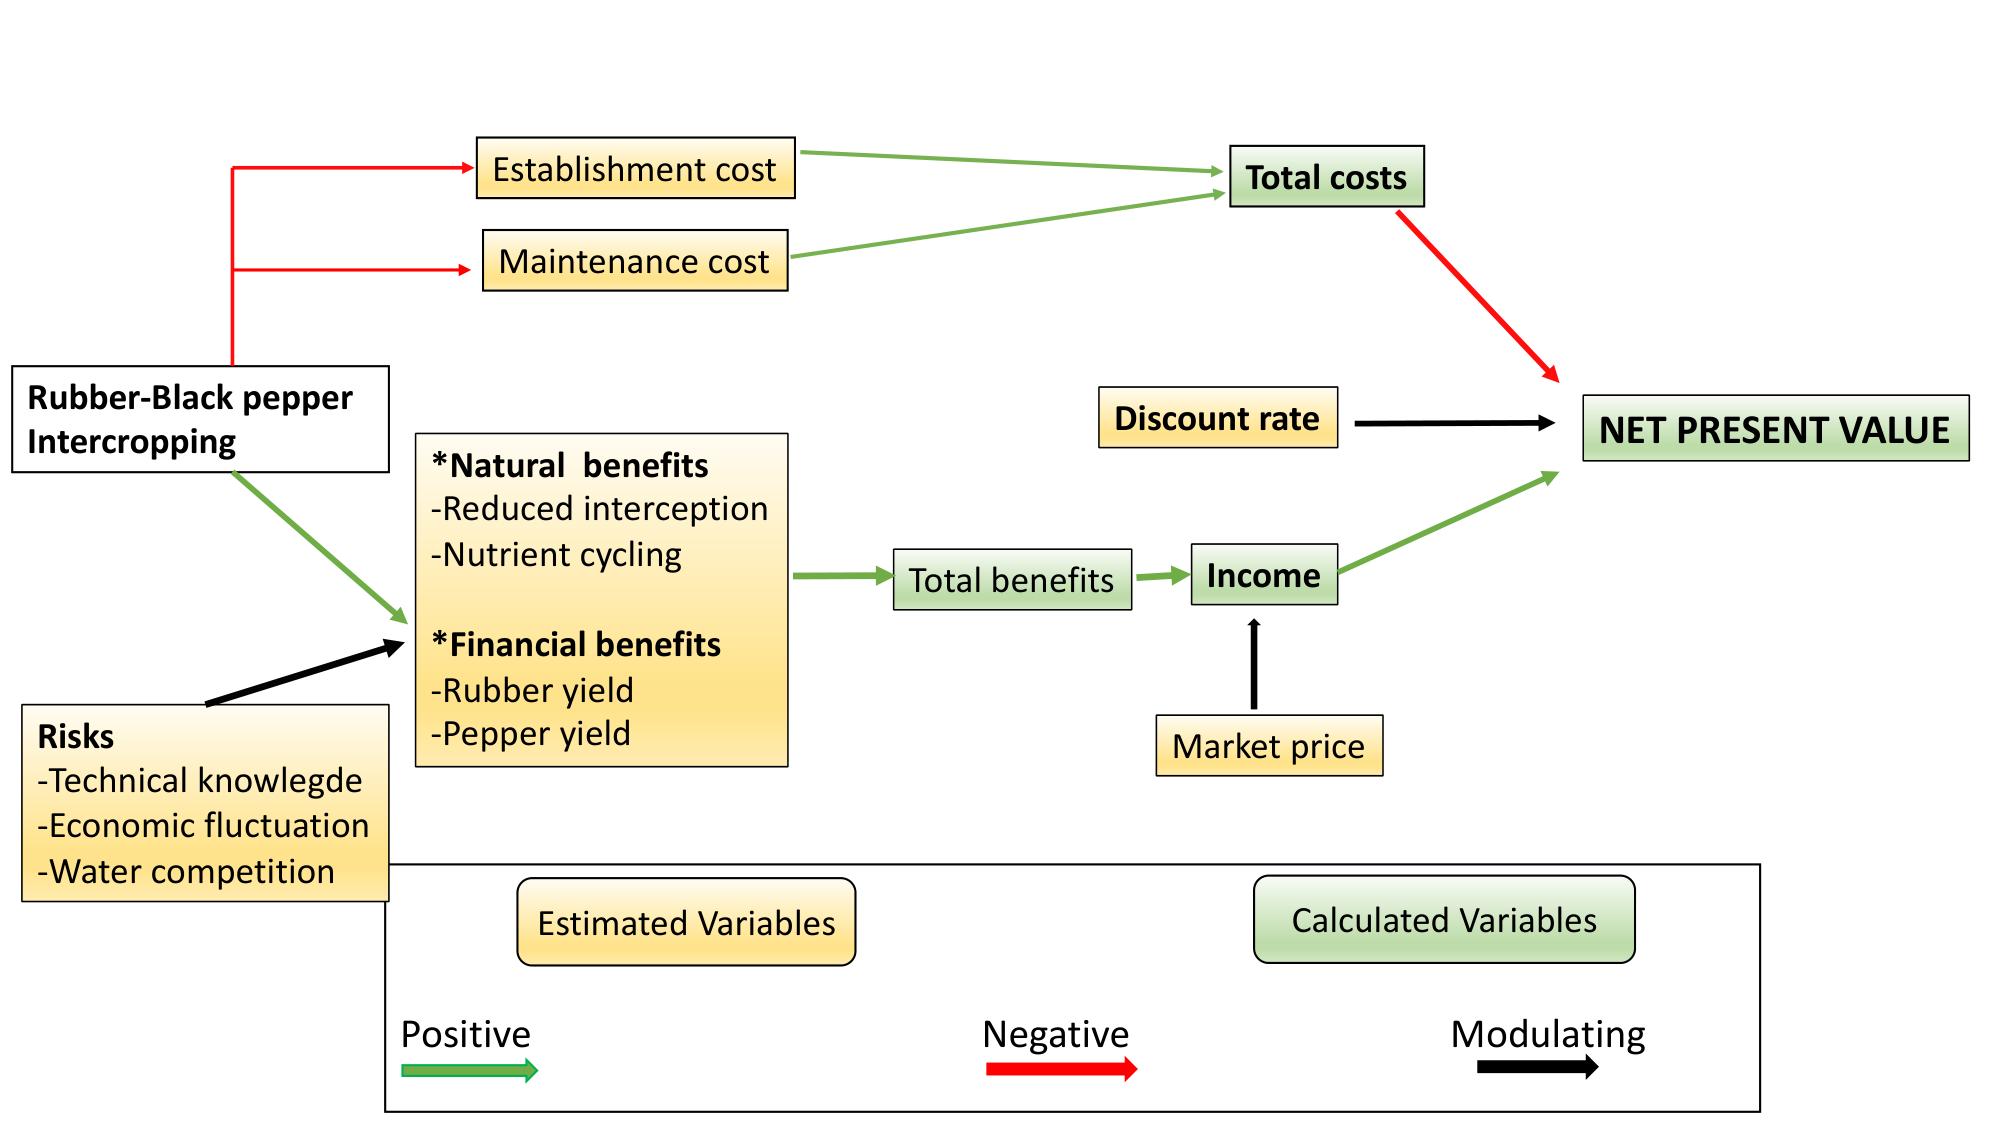 Establishment cost
Total costs
Maintenance cost
Rubber-Black pepper
Intercropping
Discount rate
NET PRESENT VALUE
*Natural  benefits
-Reduced interception
-Nutrient cycling
*Financial benefits
-Rubber yield
-Pepper yield
Total benefits
Income
Market price
Risks
-Technical knowlegde
-Economic fluctuation
-Water competition
Estimated Variables
Calculated Variables
Positive
Negative
Modulating